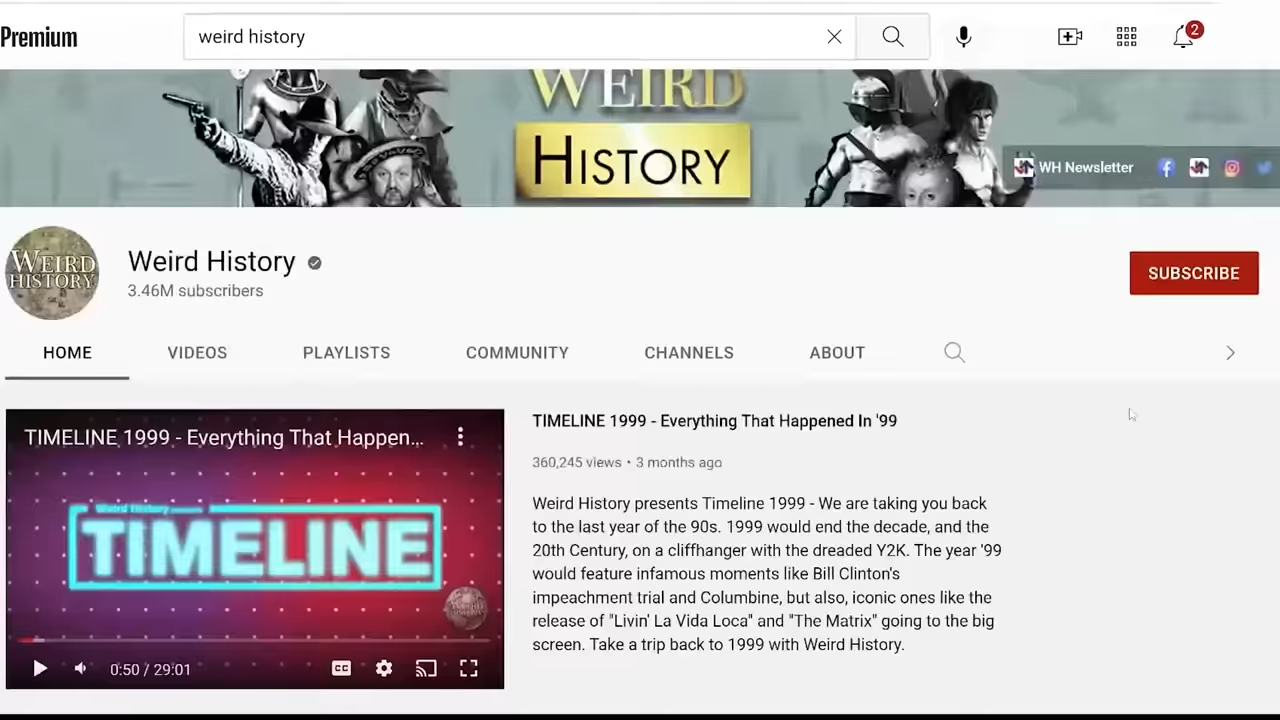 Premium
weird history
2
WEIRD
HISTORY
WH Newsletter
WEIRD
HISTORY
Weird History
3.46M subscribers
SUBSCRIBE
HOME
VIDEOS
PLAYLISTS
COMMUNITY
CHANNELS
ABOUT
TIMELINE 1999 - Everything That Happen...
Weird History
TIMELINE
CC
0:50 / 29:01
TIMELINE 1999 - Everything That Happened In '99
360,245 views • 3 months ago
Weird History presents Timeline 1999 - We are taking you back
to the last year of the 90s. 1999 would end the decade, and the
20th Century, on a cliffhanger with the dreaded Y2K. The year '99
would feature infamous moments like Bill Clinton's
impeachment trial and Columbine, but also, iconic ones like the
release of "Livin' La Vida Loca" and "The Matrix" going to the big
screen. Take a trip back to 1999 with Weird History.